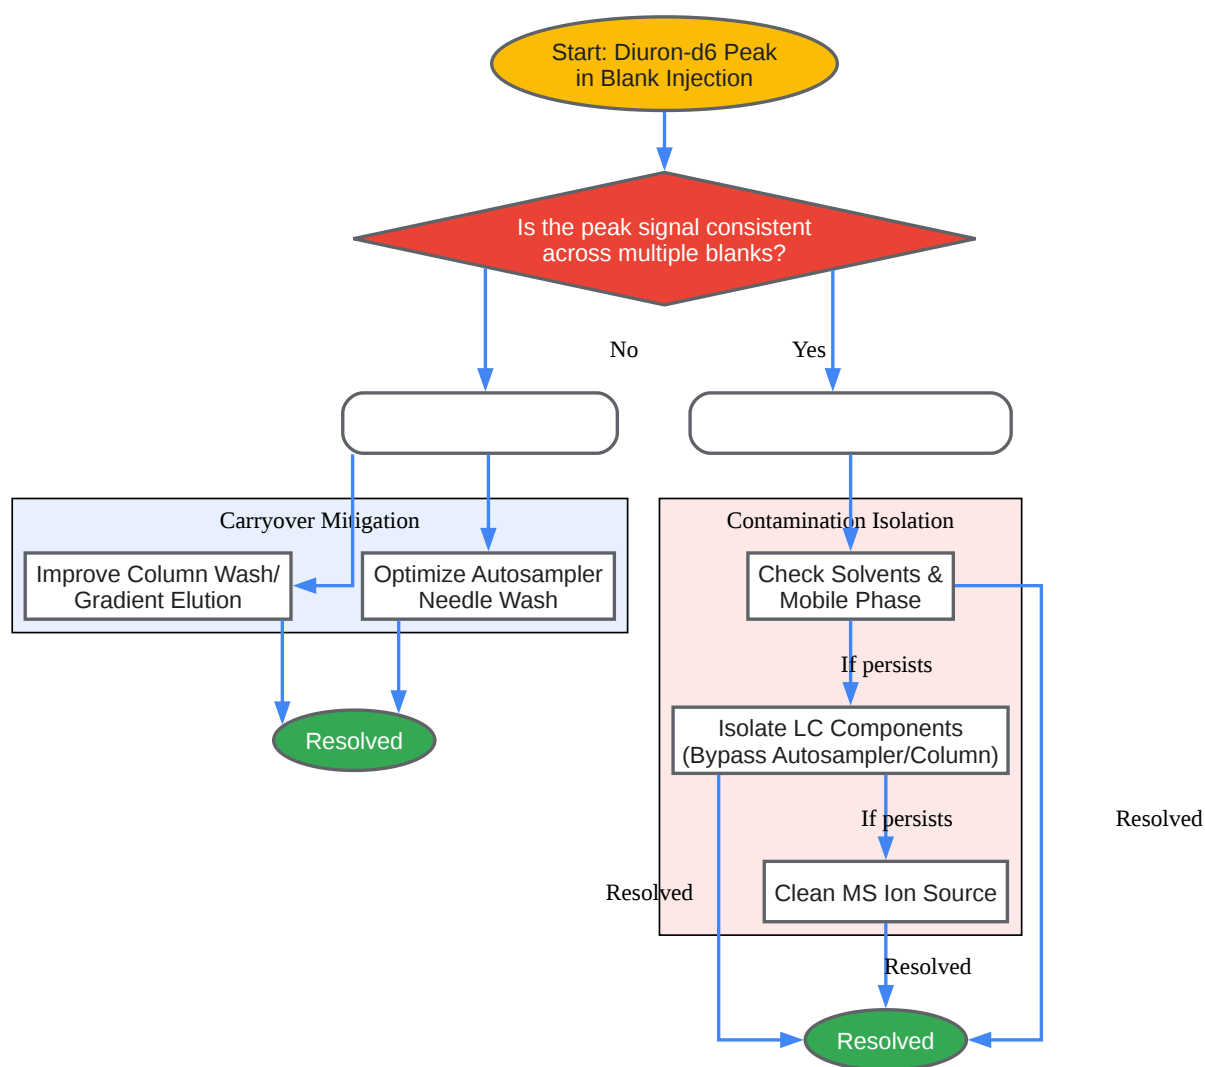 Start: Diuron-d6 Peak
in Blank Injection
Is the peak signal consistent
across multiple blanks?
No
Yes
Carryover Mitigation
Contamination Isolation
Improve Column Wash/
Gradient Elution
Optimize Autosampler
Needle Wash
Check Solvents &
Mobile Phase
If persists
Isolate LC Components
(Bypass Autosampler/Column)
Resolved
If persists
Resolved
Resolved
Clean MS Ion Source
Resolved
Resolved